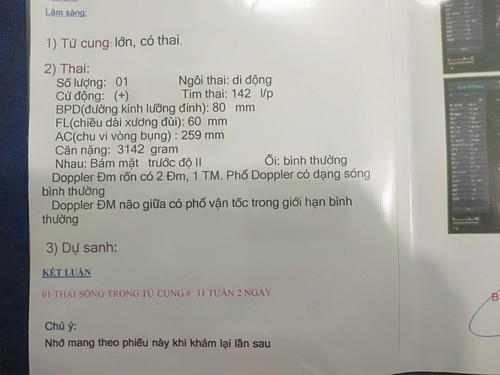 Lâm sàng:
1) Tử cung: lớn, có thai.
2) Thai:
Số lượng: 01 Ngôi thai: di động
Cử động: (+) Tim thai: 142 l/p
BPD(đường kính lưỡng đỉnh): 80 mm
FL(chiều dài xương đùi): 60 mm
AC(chu vi vòng bụng) : 259 mm
Cân nặng: 3142 gram
Nhau: Bám mặt trước độ II Ối: bình thường
Doppler Đm rốn có 2 Đm, 1 TM. Phổ Doppler có dạng sóng
bình thường
Doppler ĐM não giữa có phổ vận tốc trong giới hạn bình
thường
3) Dự sanh:
KẾT LUẬN
01 THAI SỐNG TRONG TỬ CUNG # 31 TUẦN 2 NGÀY
B
Chú ý:
Nhớ mang theo phiếu này khi khám lại lần sau